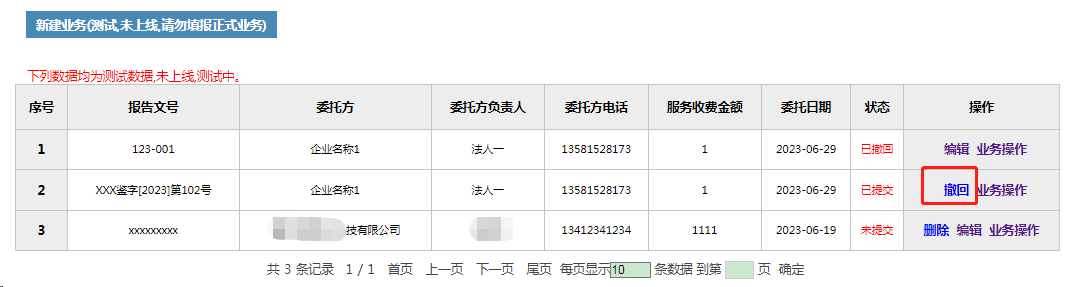 新建业务(测试,未上线,请勿填报正式业务)
下列数据均为测试数据,未上线,测试中。
序号 报告文号 委托方 委托方负责人 委托方电话 服务收费金额 委托日期 状态 操作
1 123-001 企业名称1 法人一 13581528173 1 2023-06-29 已撤回 编辑 业务操作
2 XXX鉴字[2023]第102号 企业名称1 法人一 13581528173 1 2023-06-29 已提交 撤回 业务操作
3 xxxxxxxxx 技有限公司 13412341234 1111 2023-06-19 未提交 删除 编辑 业务操作
共 3 条记录 1 / 1 首页 上一页 下一页 尾页 每页显示 10 条数据 到第 页 确定